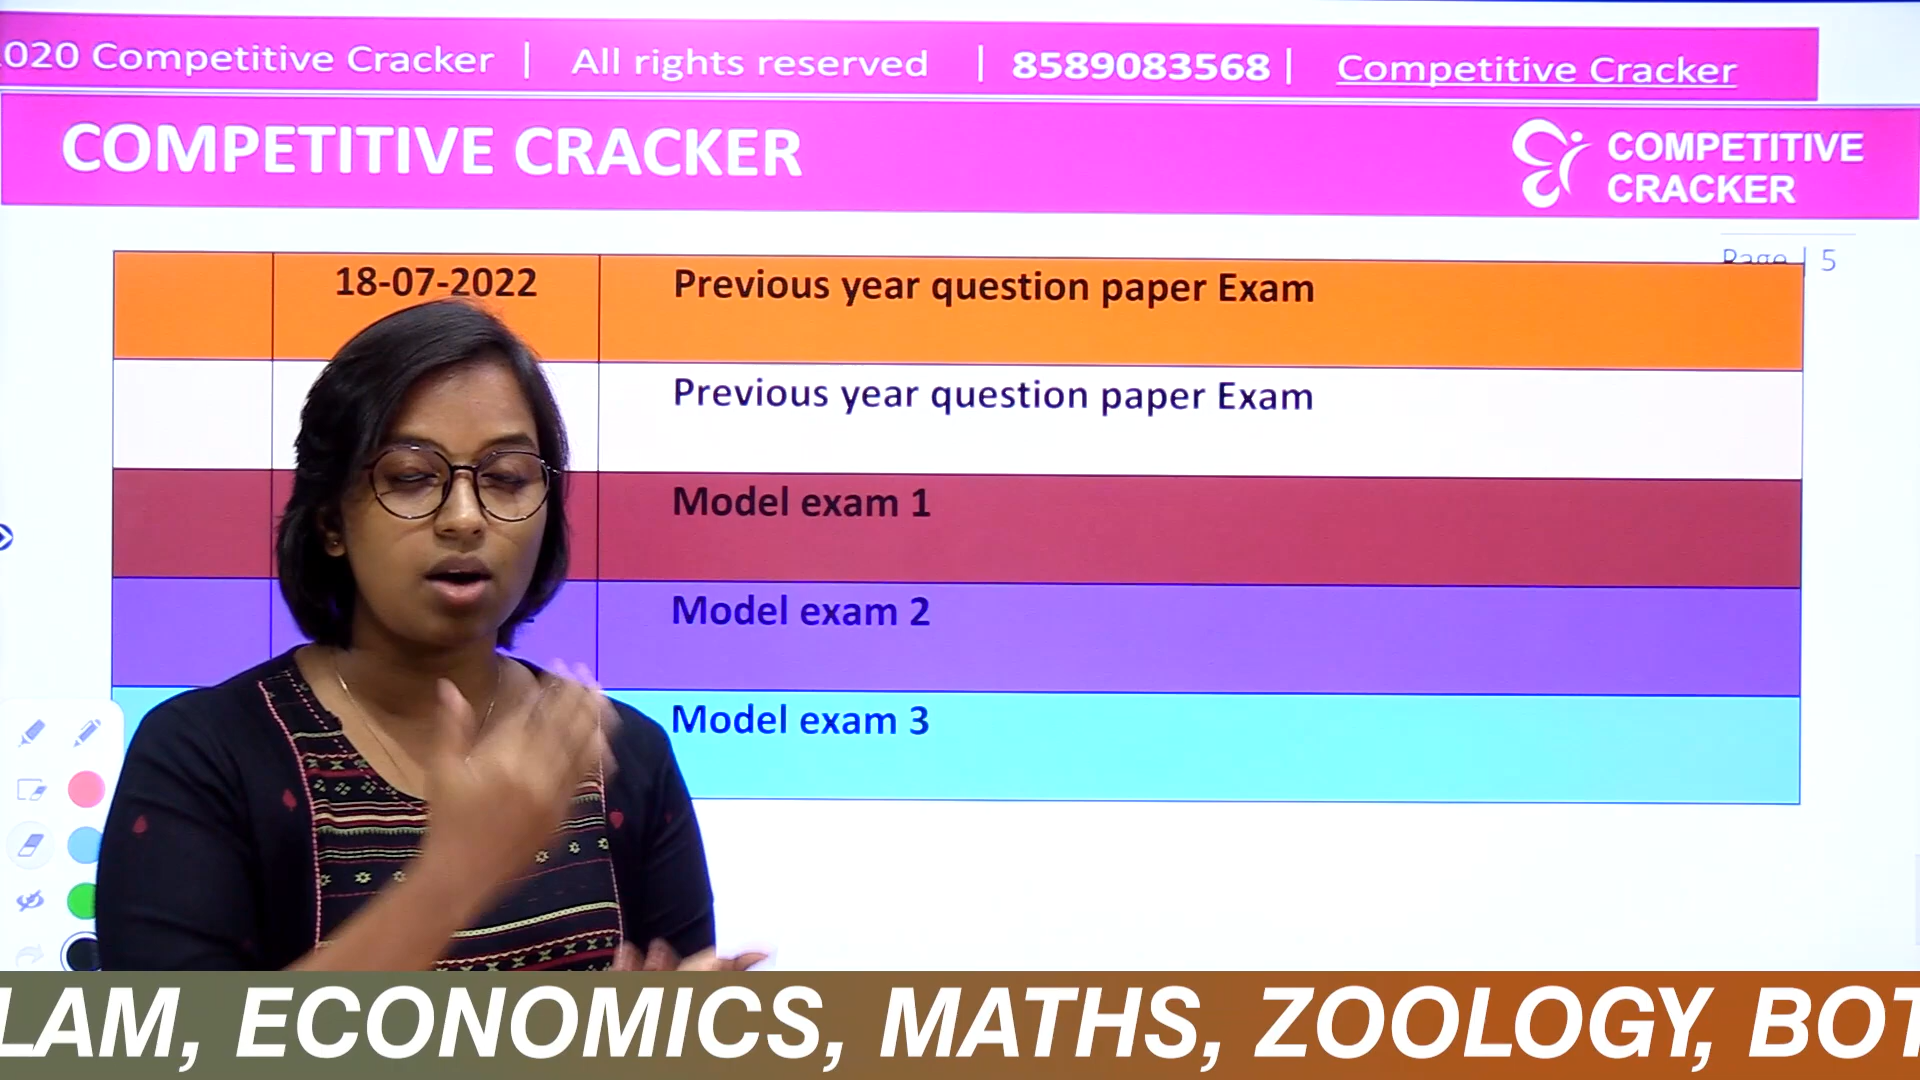 020 Competitive Cracker | All rights reserved | 8589083568 | Competitive Cracker
COMPETITIVE CRACKER
COMPETITIVE
CRACKER
Page | 5
18-07-2022 Previous year question paper Exam
Previous year question paper Exam
Model exam 1
Model exam 2
Model exam 3
LAM, ECONOMICS, MATHS, ZOOLOGY, BOT